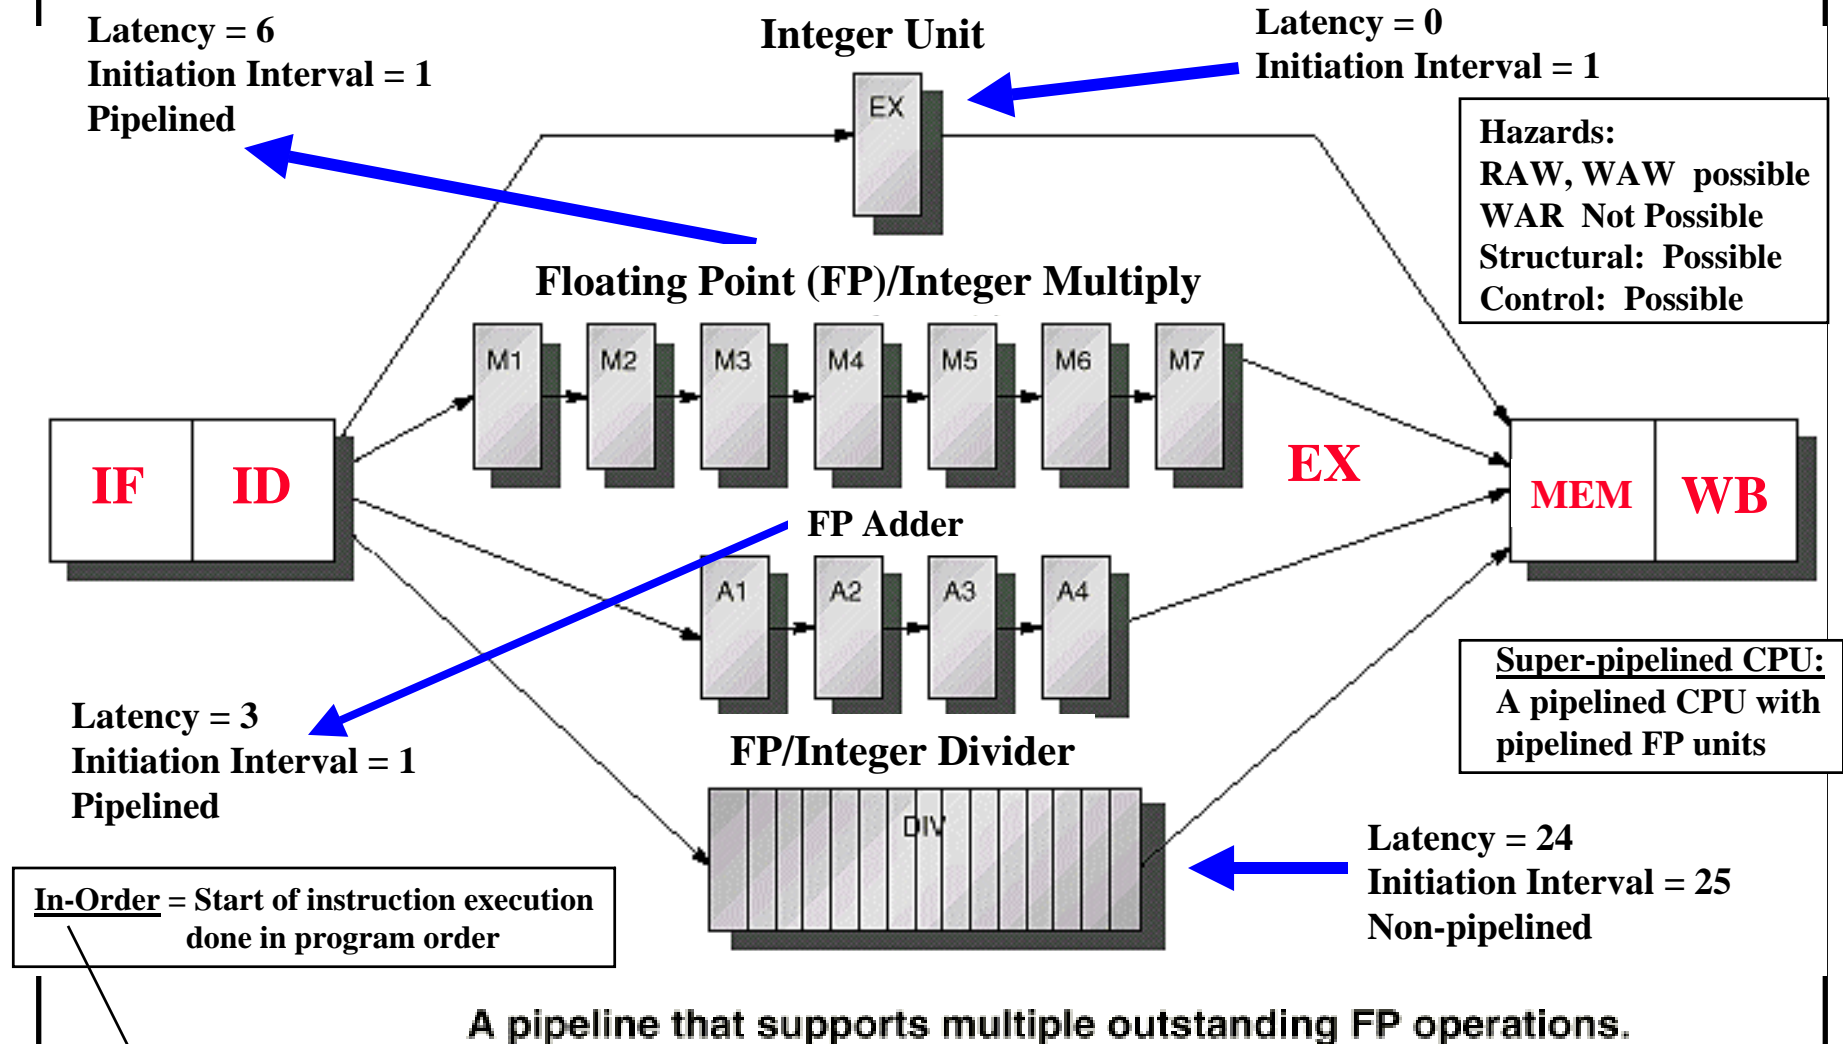 Latency = 6
Initiation Interval = 1
Pipelined
Integer Unit
Latency = 0
Initiation Interval = 1
EX
Hazards:
RAW, WAW possible
WAR Not Possible
Structural: Possible
Control: Possible
Floating Point (FP)/Integer Multiply
M1 M2 M3 M4 M5 M6 M7
IF ID
EX
MEM WB
FP Adder
A1 A2 A3 A4
Super-pipelined CPU:
A pipelined CPU with
pipelined FP units
Latency = 3
Initiation Interval = 1
Pipelined
FP/Integer Divider
DIV
Latency = 24
Initiation Interval = 25
Non-pipelined
In-Order = Start of instruction execution
done in program order
A pipeline that supports multiple outstanding FP operations.